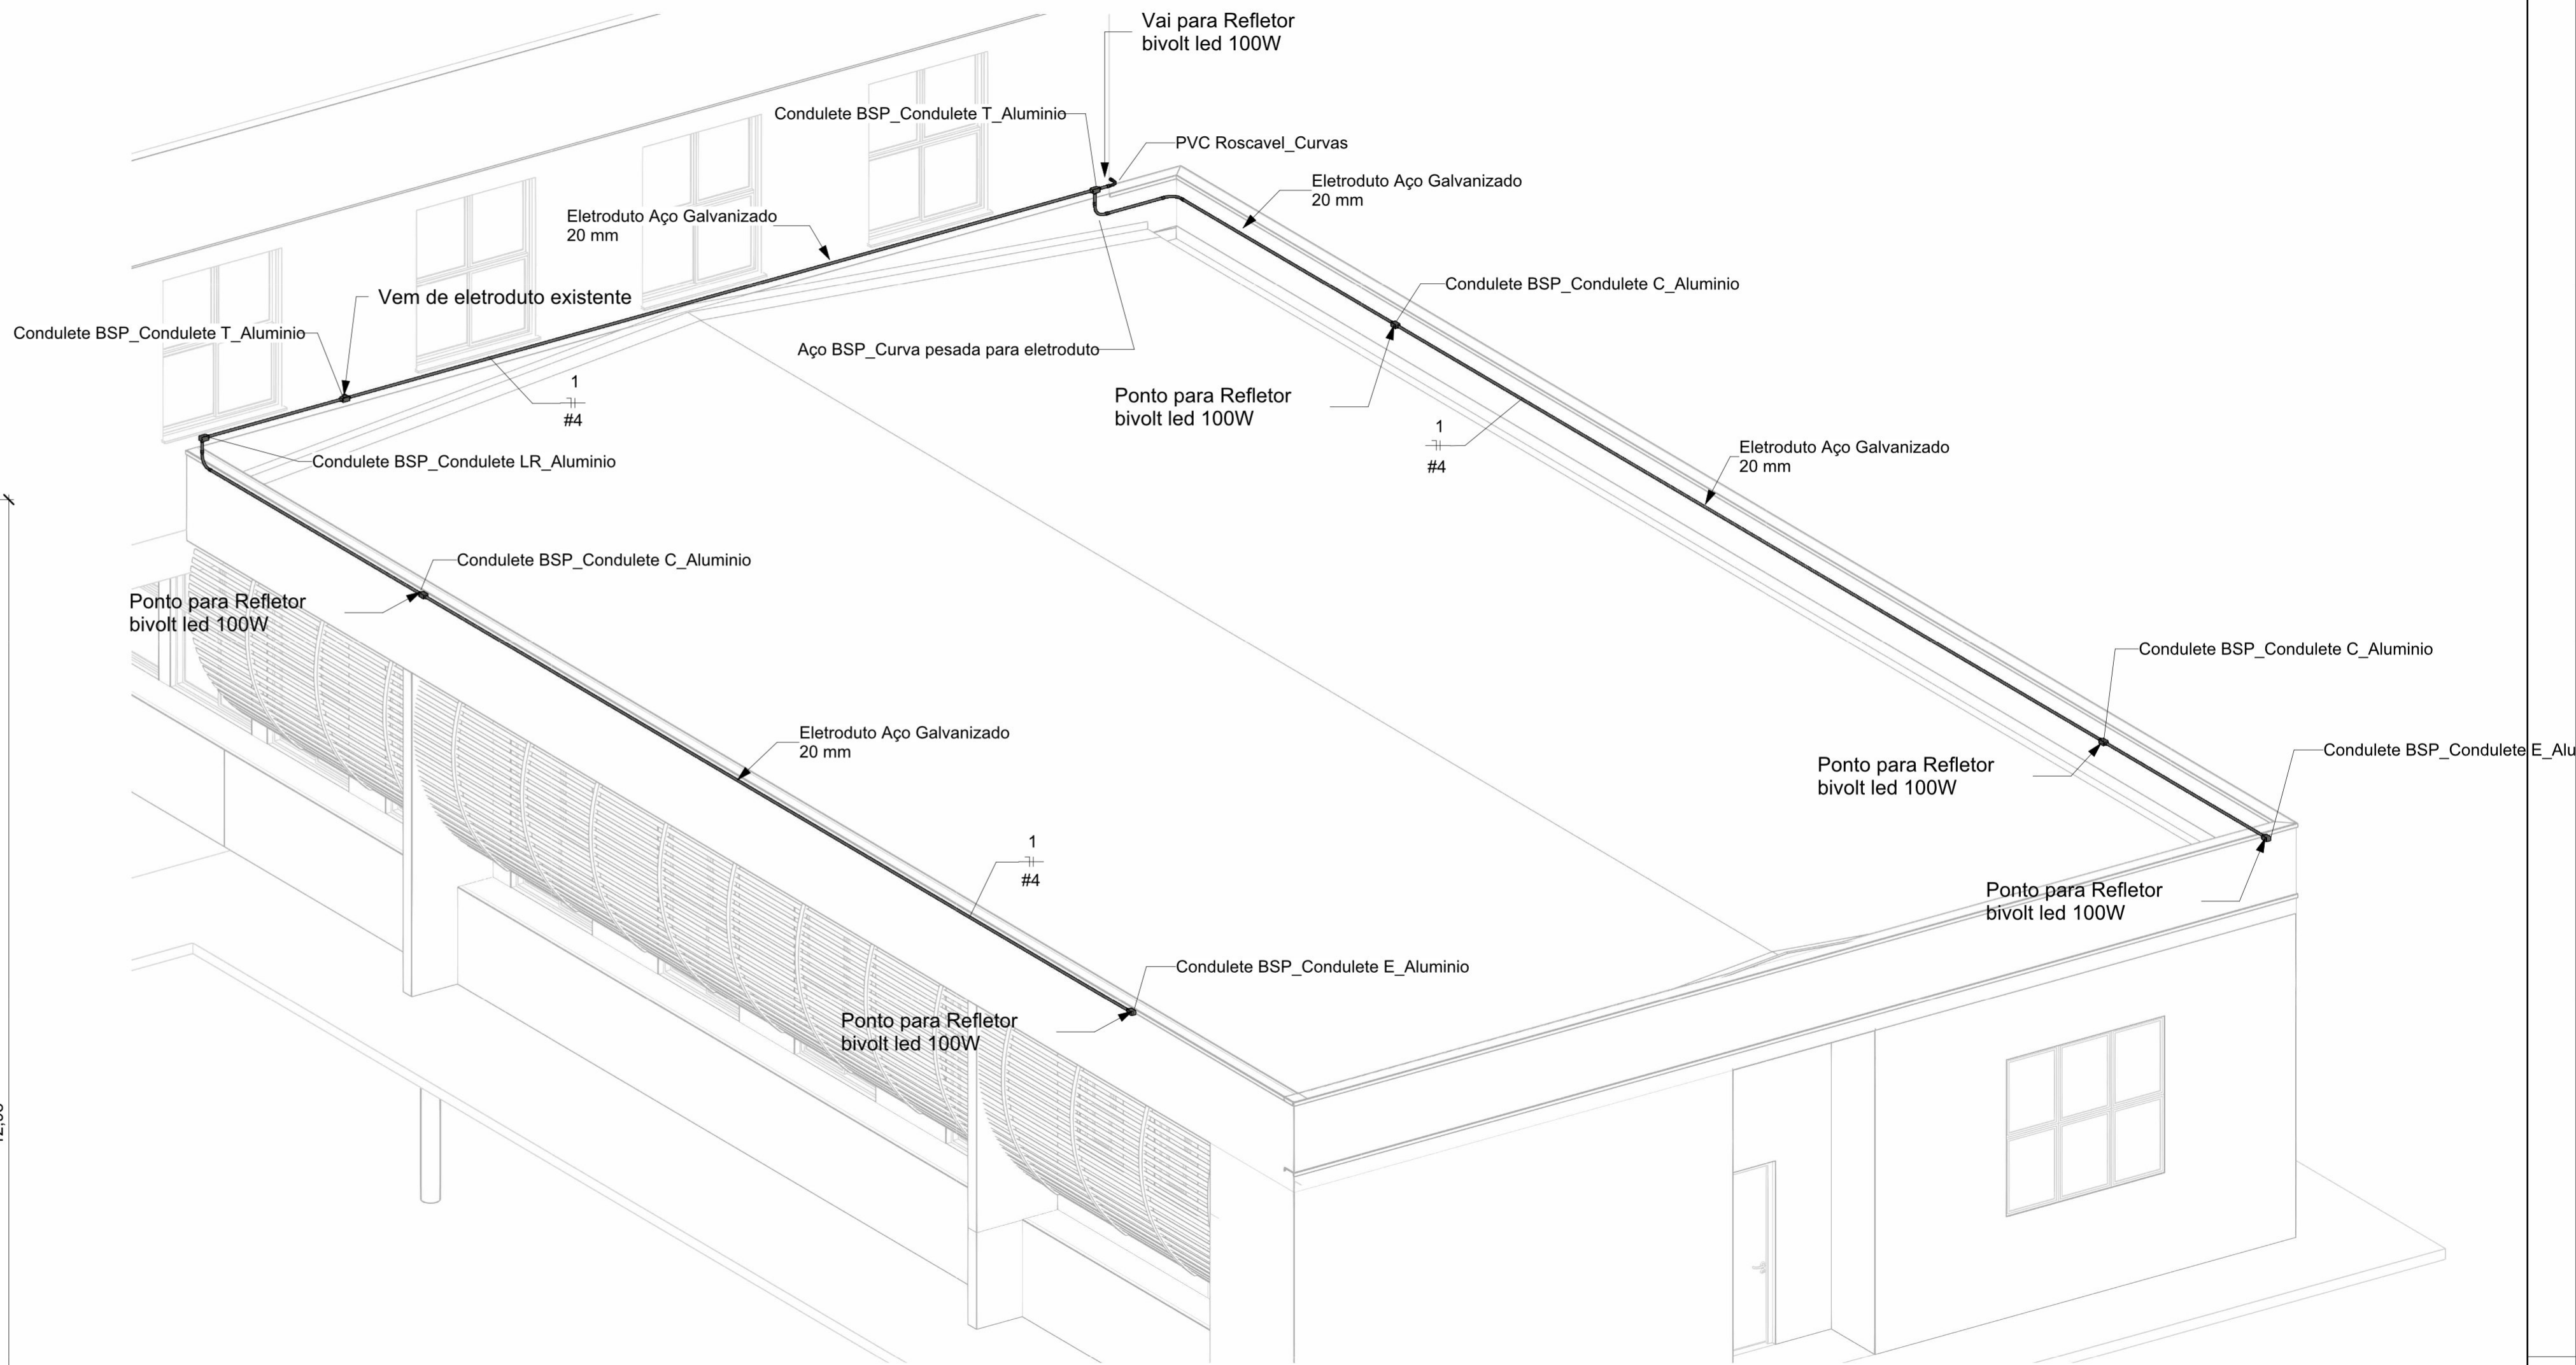 Vai para Refletor
bivolt led 100W
Condulete BSP_Condulete T_Aluminio
PVC Roscavel_Curvas
Eletroduto Aço Galvanizado
20 mm
Eletroduto Aço Galvanizado
20 mm
Condulete BSP_Condulete C_Aluminio
Vem de eletroduto existente
Condulete BSP_Condulete T_Aluminio
Aço BSP_Curva pesada para eletroduto
1
#4
Ponto para Refletor
bivolt led 100W
1
#4
Eletroduto Aço Galvanizado
20 mm
Condulete BSP_Condulete LR_Aluminio
Condulete BSP_Condulete C_Aluminio
Ponto para Refletor
bivolt led 100W
Condulete BSP_Condulete C_Aluminio
Eletroduto Aço Galvanizado
20 mm
Condulete BSP_Condulete E_Alu
Ponto para Refletor
bivolt led 100W
1
#4
Ponto para Refletor
bivolt led 100W
Condulete BSP_Condulete E_Aluminio
Ponto para Refletor
bivolt led 100W